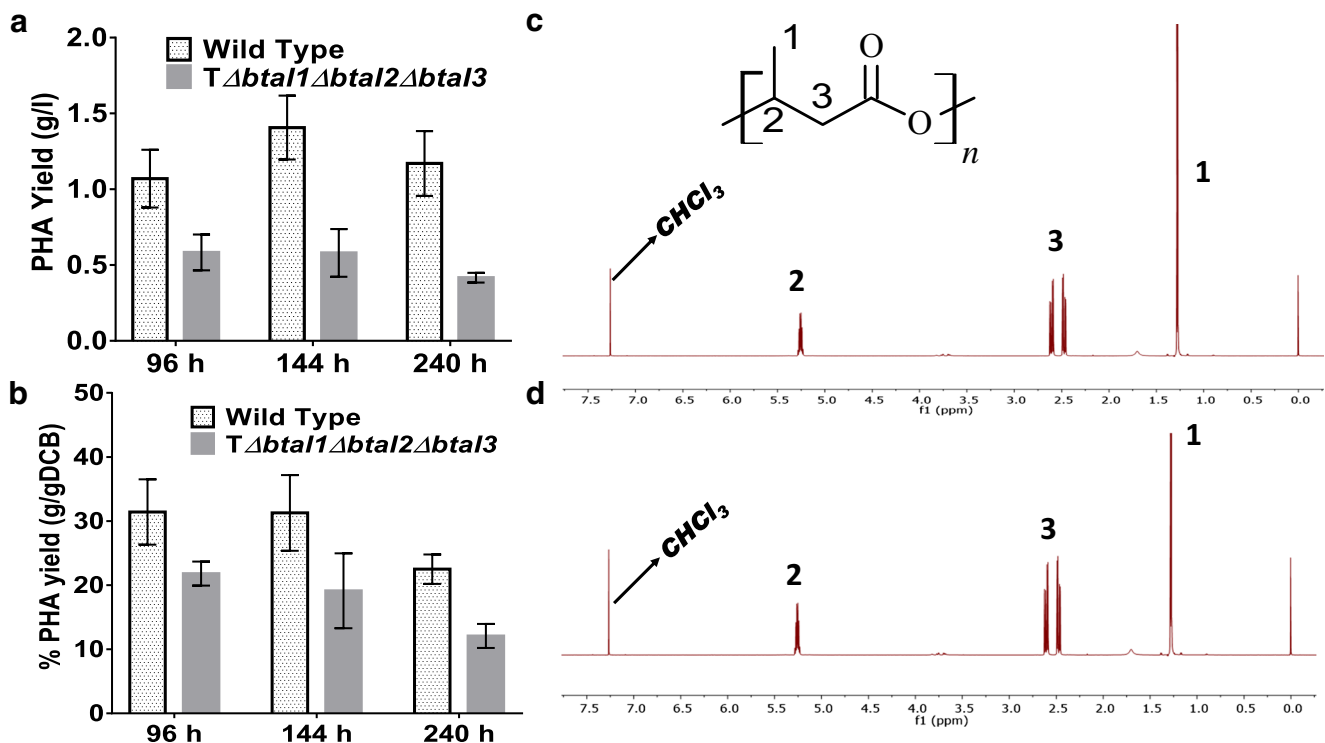 a
PHA Yield (g/l)
2.0
1.5
1.0
0.5
0.0
Wild Type
TΔbtaI1ΔbtaI2ΔbtaI3
96 h 144 h 240 h
b
% PHA yield (g/gDCB)
50
40
30
20
10
0
Wild Type
TΔbtaI1ΔbtaI2ΔbtaI3
96 h 144 h 240 h
c
1
O
3
2
O
n
CHCl3
2
3
1
7.5 7.0 6.5 6.0 5.5 5.0 4.5 4.0 3.5 3.0 2.5 2.0 1.5 1.0 0.5 0.0
f1 (ppm)
d
CHCl3
2
3
1
7.5 7.0 6.5 6.0 5.5 5.0 4.5 4.0 3.5 3.0 2.5 2.0 1.5 1.0 0.5 0.0
f1 (ppm)